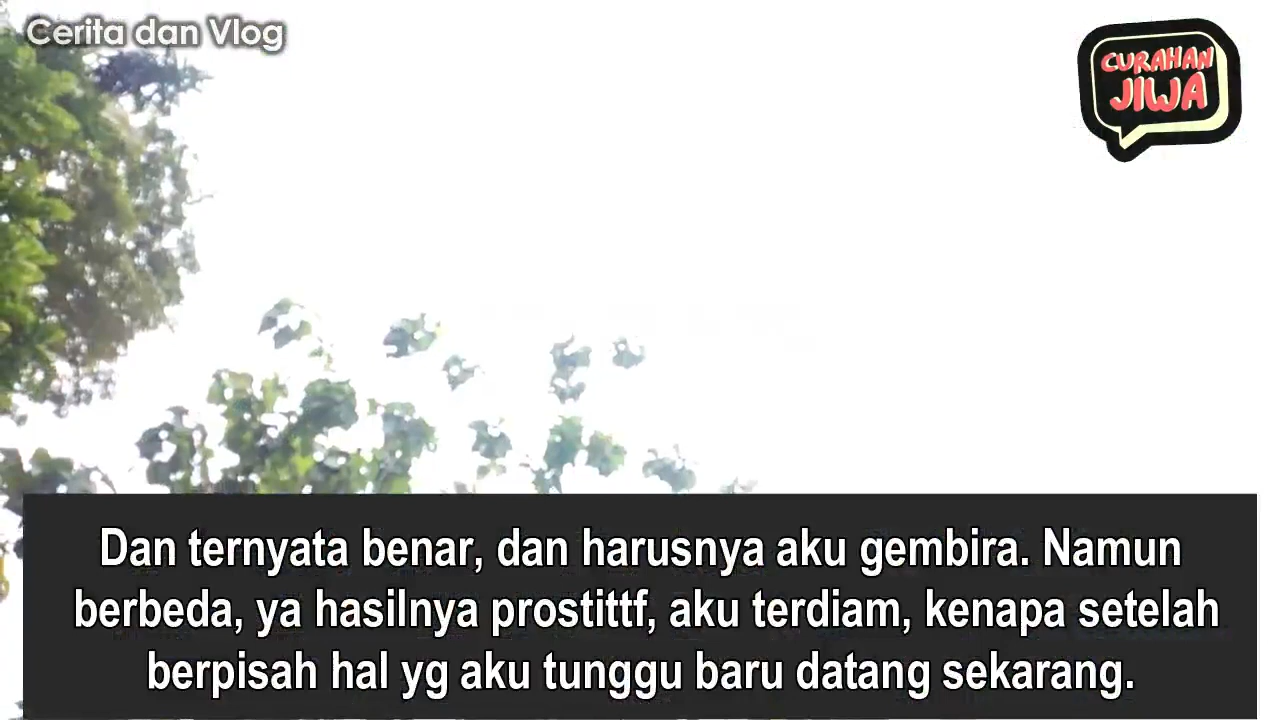 Cerita dan Vlog
CURAHAN
JIWA
Dan ternyata benar, dan harusnya aku gembira. Namun
berbeda, ya hasilnya prostittf, aku terdiam, kenapa setelah
berpisah hal yg aku tunggu baru datang sekarang.